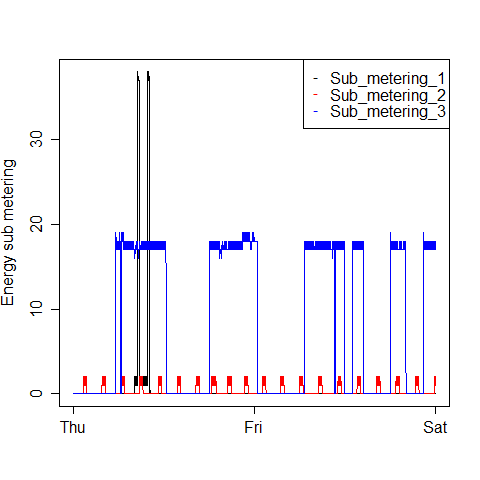 Sub_metering_1
Sub_metering_2
Sub_metering_3
Energy sub metering
30
20
10
0
Thu
Fri
Sat